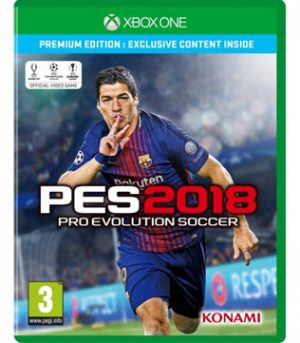 XBOX ONE
PREMIUM EDITION : EXCLUSIVE CONTENT INSIDE
OFFICIAL VIDEO GAME
PES2018
PRO EVOLUTION SOCCER
RESPE
3
www.pegi.info
KONAMI